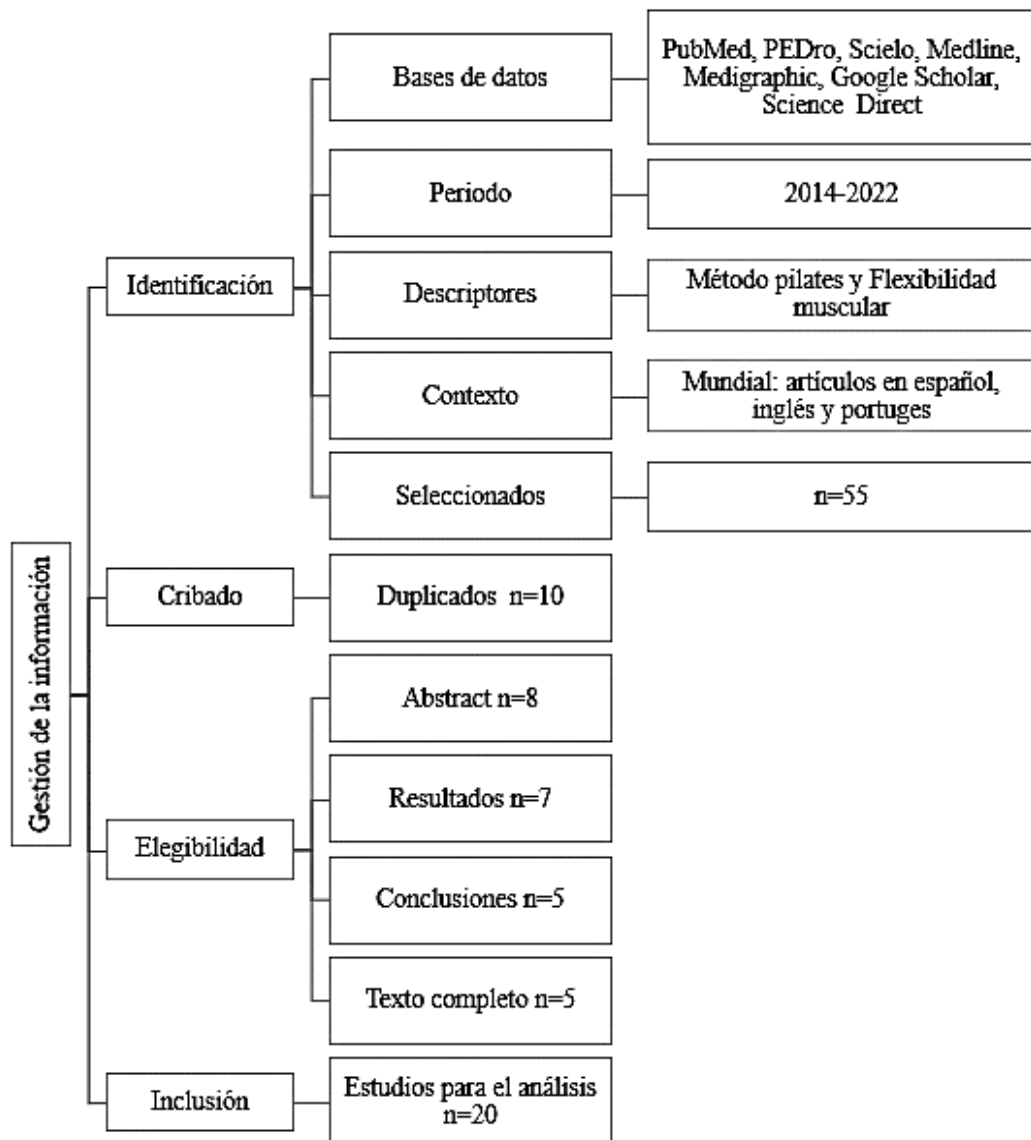 Gestión de la información
Identificación
Bases de datos
PubMed, PEDro, Scielo, Medline,
Medigraphic, Google Scholar,
Science Direct
Periodo
2014-2022
Descriptores
Método pilates y Flexibilidad
muscular
Contexto
Mundial: artículos en español,
inglés y portuges
Seleccionados
n=55
Cribado
Duplicados n=10
Elegibilidad
Abstract n=8
Resultados n=7
Conclusiones n=5
Texto completo n=5
Inclusión
Estudios para el análisis
n=20